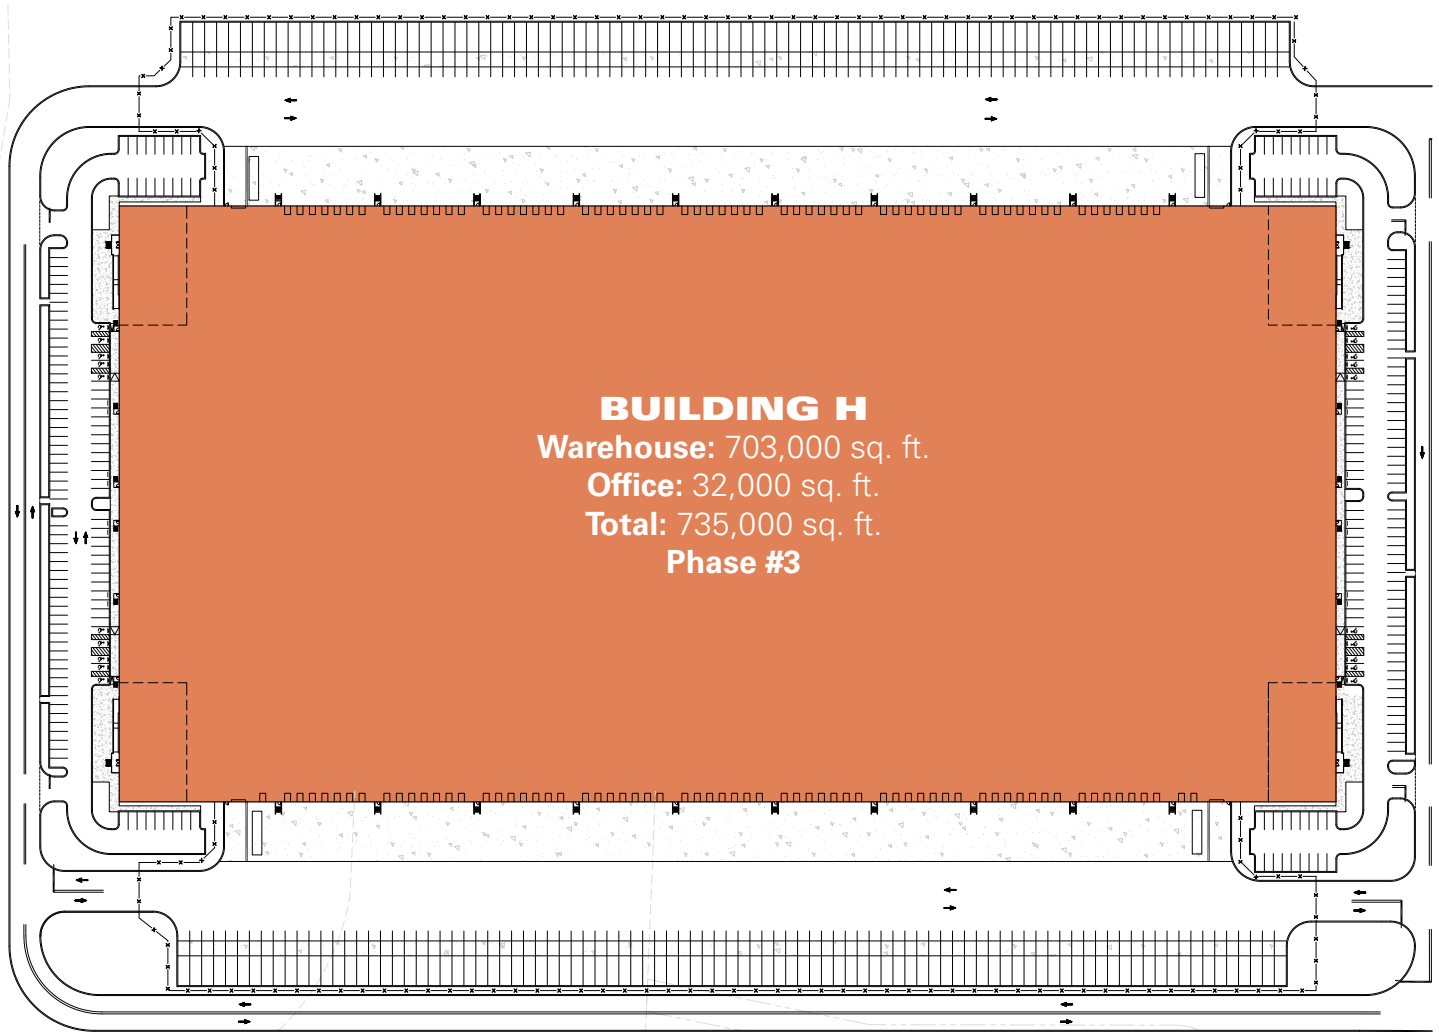 BUILDING H
Warehouse: 703,000 sq. ft.
Office: 32,000 sq. ft.
Total: 735,000 sq. ft.
Phase #3